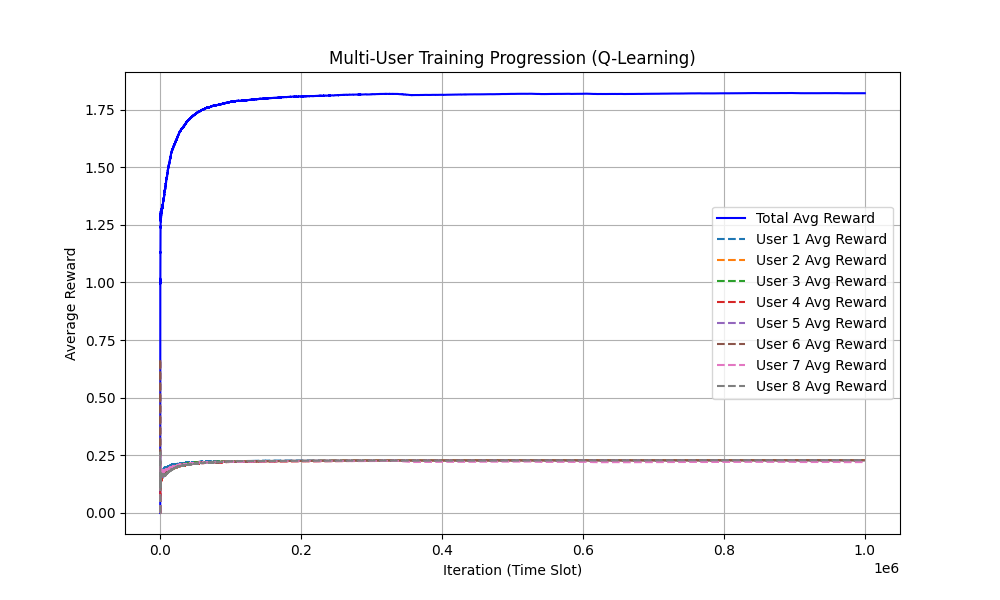 Multi-User Training Progression (Q-Learning)
Average Reward
1.75
1.50
1.25
1.00
0.75
0.50
0.25
0.00
Total Avg Reward
User 1 Avg Reward
User 2 Avg Reward
User 3 Avg Reward
User 4 Avg Reward
User 5 Avg Reward
User 6 Avg Reward
User 7 Avg Reward
User 8 Avg Reward
0.0 0.2 0.4 0.6 0.8 1.0
1e6
Iteration (Time Slot)